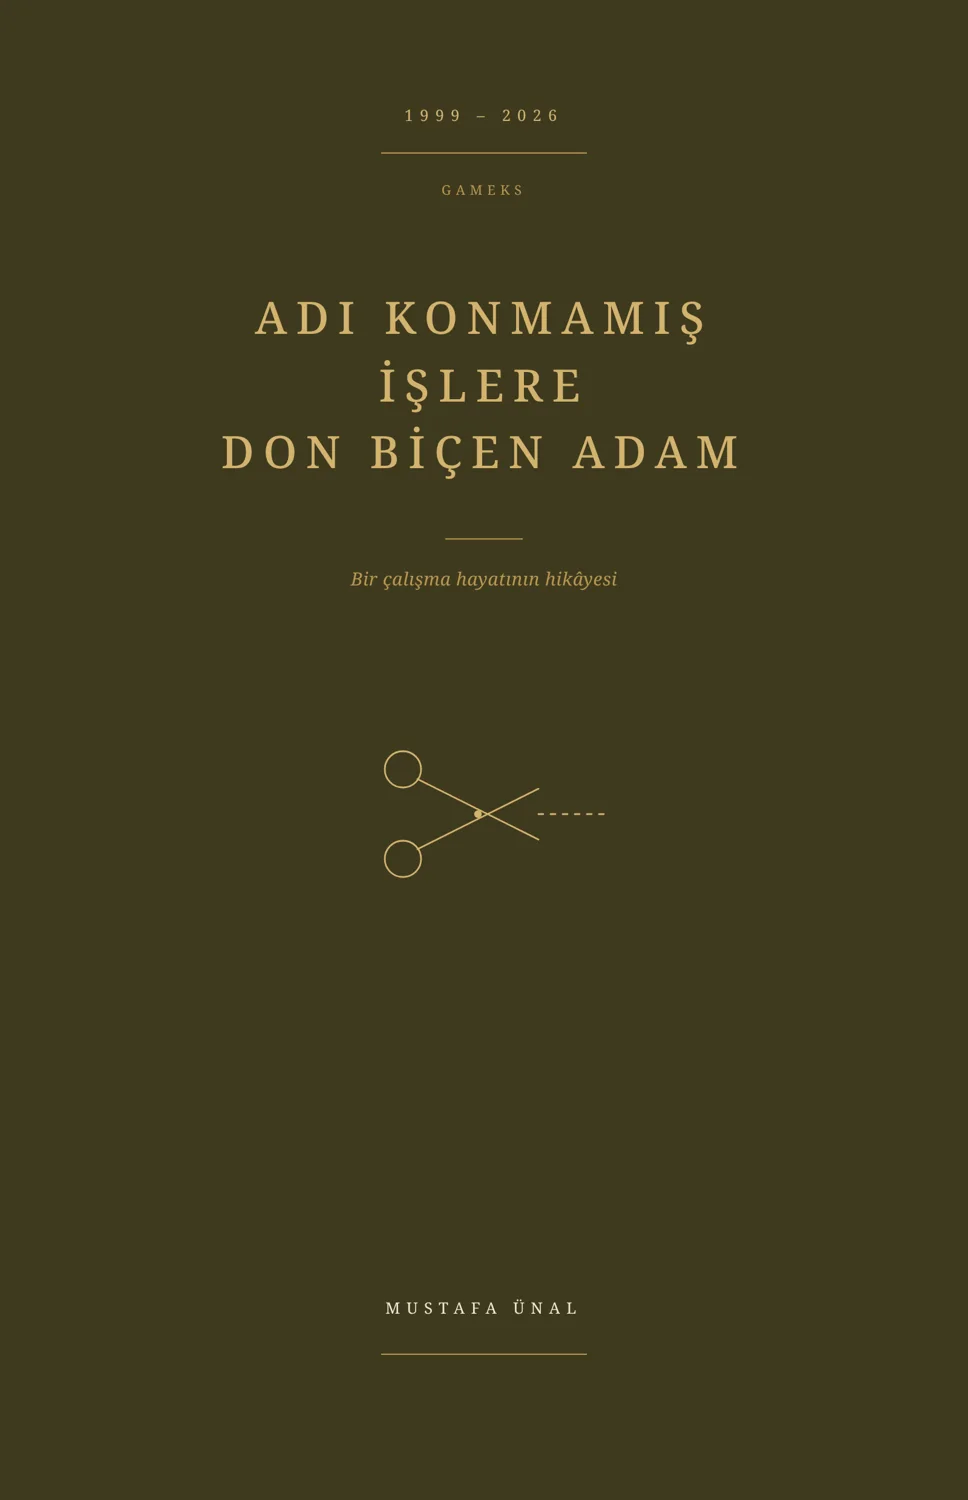 1999 – 2026
GAMEKS
ADI KONMAMIŞ
İŞLERE
DON BİÇEN ADAM
Bir çalışma hayatının hikâyesi
MUSTAFA ÜNAL